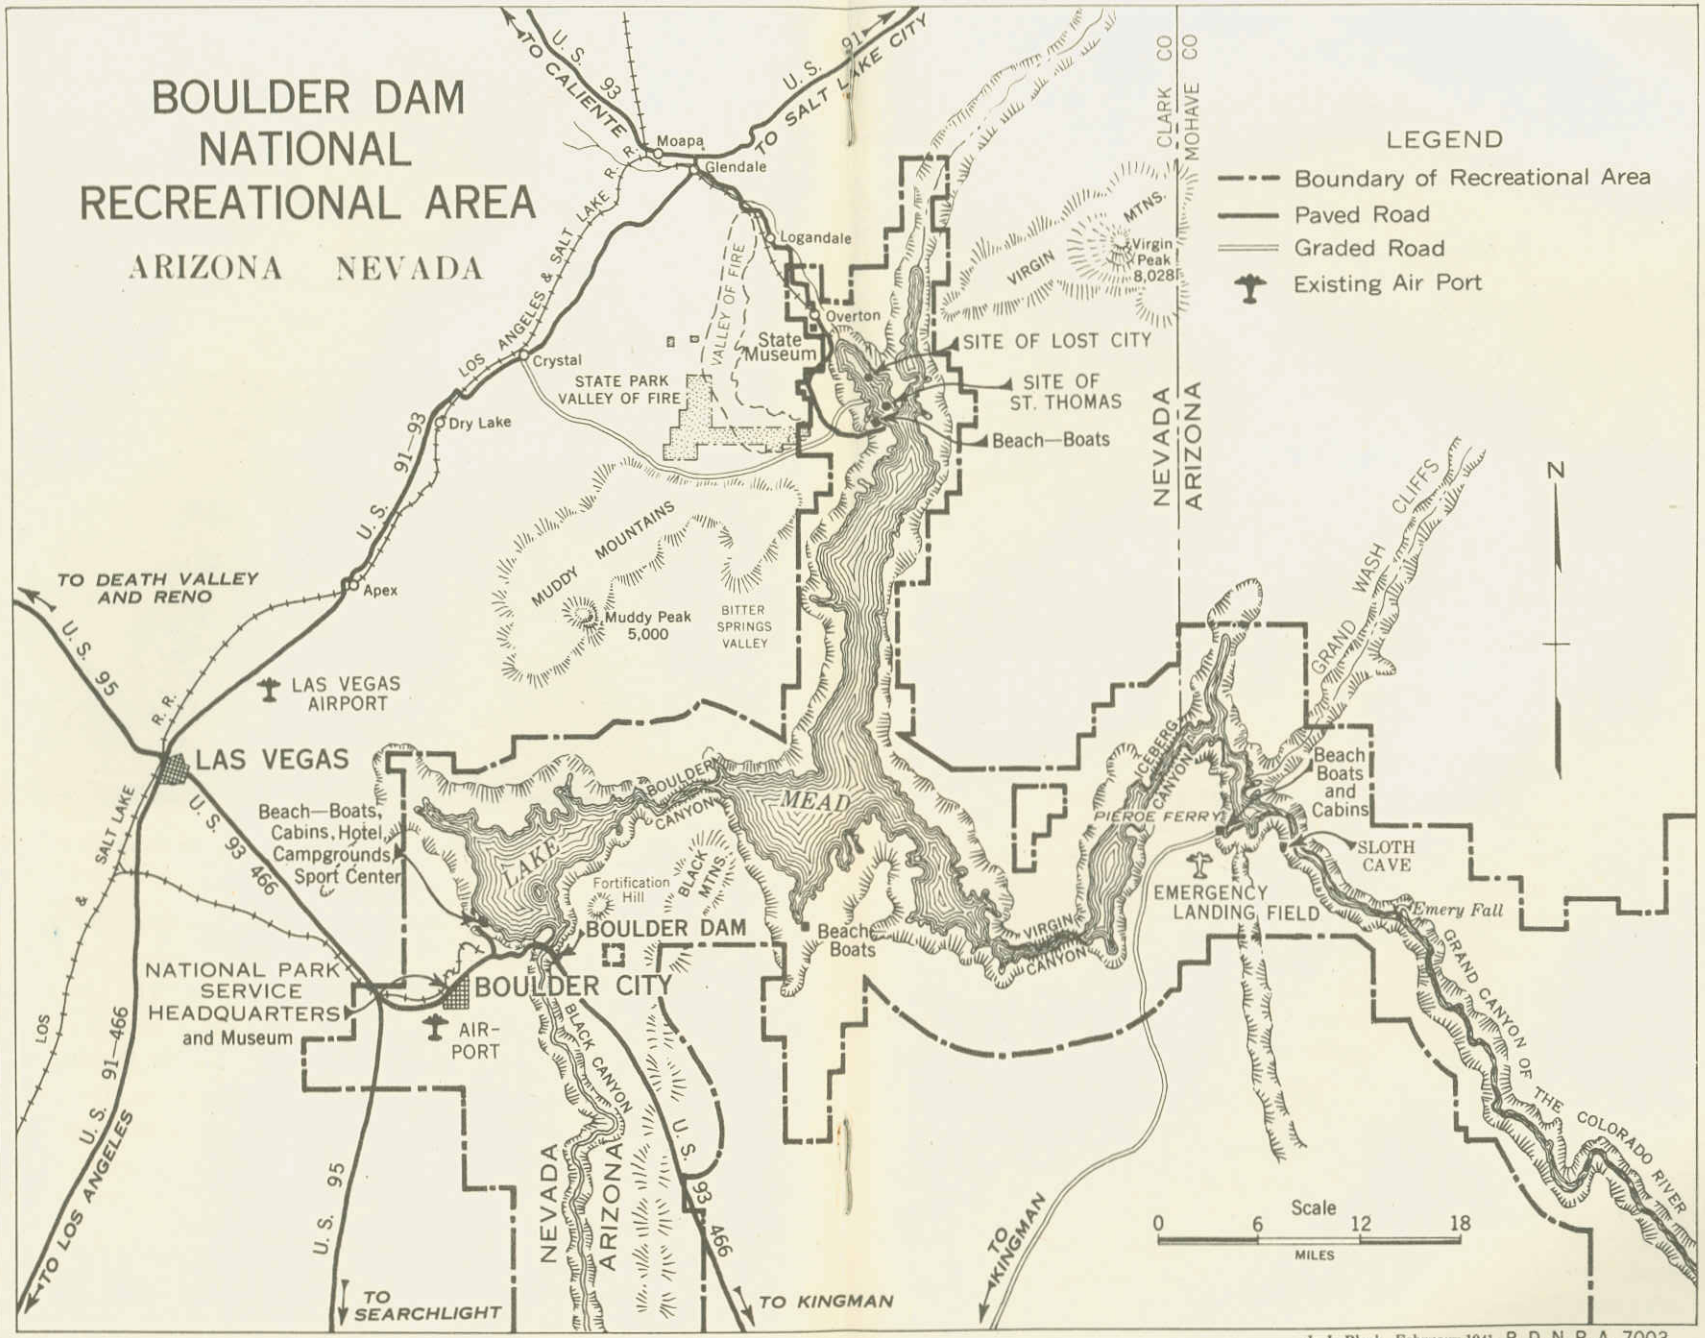 BOULDER DAM
NATIONAL
RECREATIONAL AREA
ARIZONA NEVADA
U. S. 93
TO CALIENTE
U. S. 91
TO SALT LAKE CITY
CLARK CO
MOHAVE CO
LEGEND
Boundary of Recreational Area
Paved Road
Graded Road
Existing Air Port
Moapa
Glendale
Logandale
Overton
State
Museum
VALLEY OF FIRE
VIRGIN MTNS.
Virgin
Peak
8,028
SITE OF LOST CITY
SITE OF
ST. THOMAS
Beach—Boats
NEVADA
ARIZONA
LOS ANGELES & SALT LAKE R. R.
Crystal
STATE PARK
VALLEY OF FIRE
Dry Lake
U. S. 91—93
Apex
MUDDY MOUNTAINS
Muddy Peak
5,000
BITTER
SPRINGS
VALLEY
N
GRAND WASH CLIFFS
TO DEATH VALLEY
AND RENO
U. S. 95
R. R.
LAS VEGAS
AIRPORT
LAS VEGAS
LOS & SALT LAKE
U. S. 93 466
Beach—Boats,
Cabins, Hotel,
Campgrounds,
Sport Center
LAKE MEAD
BOULDER
CANYON
BLACK
MTNS.
Fortification
Hill
BOULDER DAM
BOULDER CITY
Beach
Boats
VIRGIN
CANYON
ICEBERG
CANYON
PIERCE FERRY
Beach
Boats
and
Cabins
SLOTH
CAVE
EMERGENCY
LANDING FIELD
Emery Fall
GRAND CANYON OF THE COLORADO RIVER
NATIONAL PARK
SERVICE
HEADQUARTERS
and Museum
AIR-
PORT
BLACK CANYON
NEVADA
ARIZONA
U. S. 91—466
TO LOS ANGELES
U. S. 95
TO
SEARCHLIGHT
U. S. 93 466
TO KINGMAN
TO
KINGMAN
Scale
0 6 12 18
MILES
B. D. N. R. A. 7003